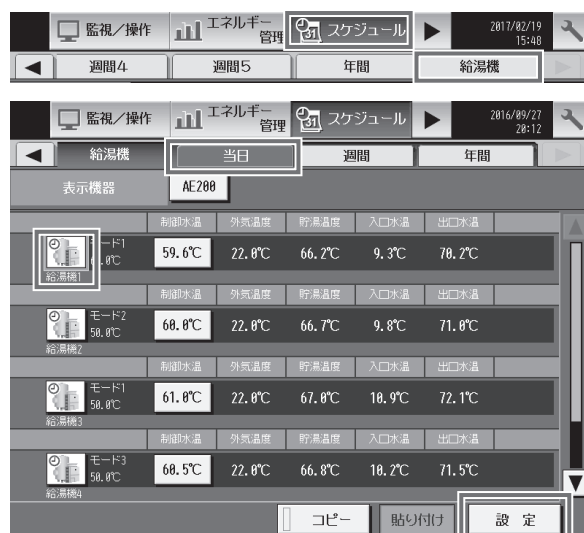 監視/操作 エネルギー管理 31 スケジュール 2017/02/19 15:48
週間4 週間5 年間 給湯機
監視/操作 エネルギー管理 31 スケジュール 2016/09/27 20:12
給湯機 当日 週間 年間
表示機器 AE200
制御水温 外気温度 貯湯温度 入口水温 出口水温
モード1 59.6℃ 22.0℃ 66.2℃ 9.3℃ 70.2℃
.0℃
給湯機1
制御水温 外気温度 貯湯温度 入口水温 出口水温
モード2 60.0℃ 22.0℃ 66.7℃ 9.8℃ 71.0℃
50.0℃
給湯機2
制御水温 外気温度 貯湯温度 入口水温 出口水温
モード1 61.0℃ 22.0℃ 67.0℃ 10.9℃ 72.1℃
50.0℃
給湯機3
制御水温 外気温度 貯湯温度 入口水温 出口水温
モード3 60.5℃ 22.0℃ 66.8℃ 10.2℃ 71.5℃
50.0℃
給湯機4
コピー 貼り付け 設定